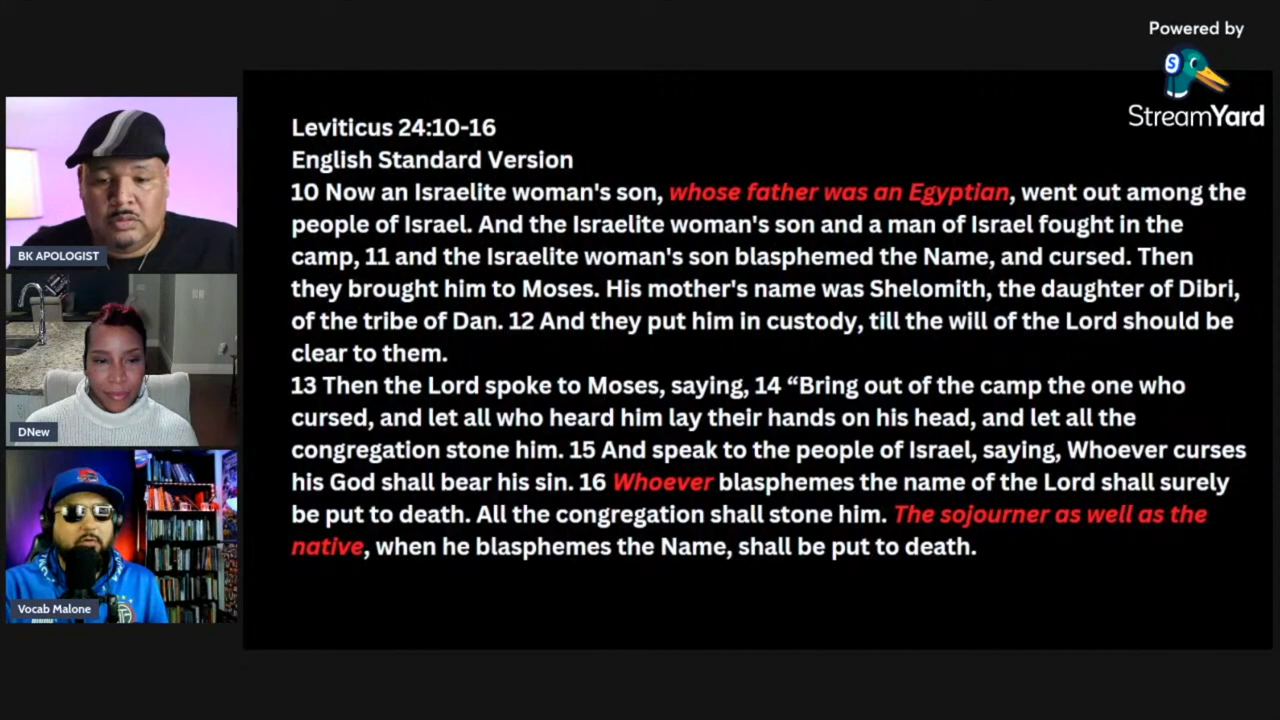 Powered by
S
StreamYard
Leviticus 24:10-16
English Standard Version
10 Now an Israelite woman's son, whose father was an Egyptian, went out among the
people of Israel. And the Israelite woman's son and a man of Israel fought in the
camp, 11 and the Israelite woman's son blasphemed the Name, and cursed. Then
they brought him to Moses. His mother's name was Shelomith, the daughter of Dibri,
of the tribe of Dan. 12 And they put him in custody, till the will of the Lord should be
clear to them.
13 Then the Lord spoke to Moses, saying, 14 “Bring out of the camp the one who
cursed, and let all who heard him lay their hands on his head, and let all the
congregation stone him. 15 And speak to the people of Israel, saying, Whoever curses
his God shall bear his sin. 16 Whoever blasphemes the name of the Lord shall surely
be put to death. All the congregation shall stone him. The sojourner as well as the
native, when he blasphemes the Name, shall be put to death.
BK APOLOGIST
DNew
Vocab Malone